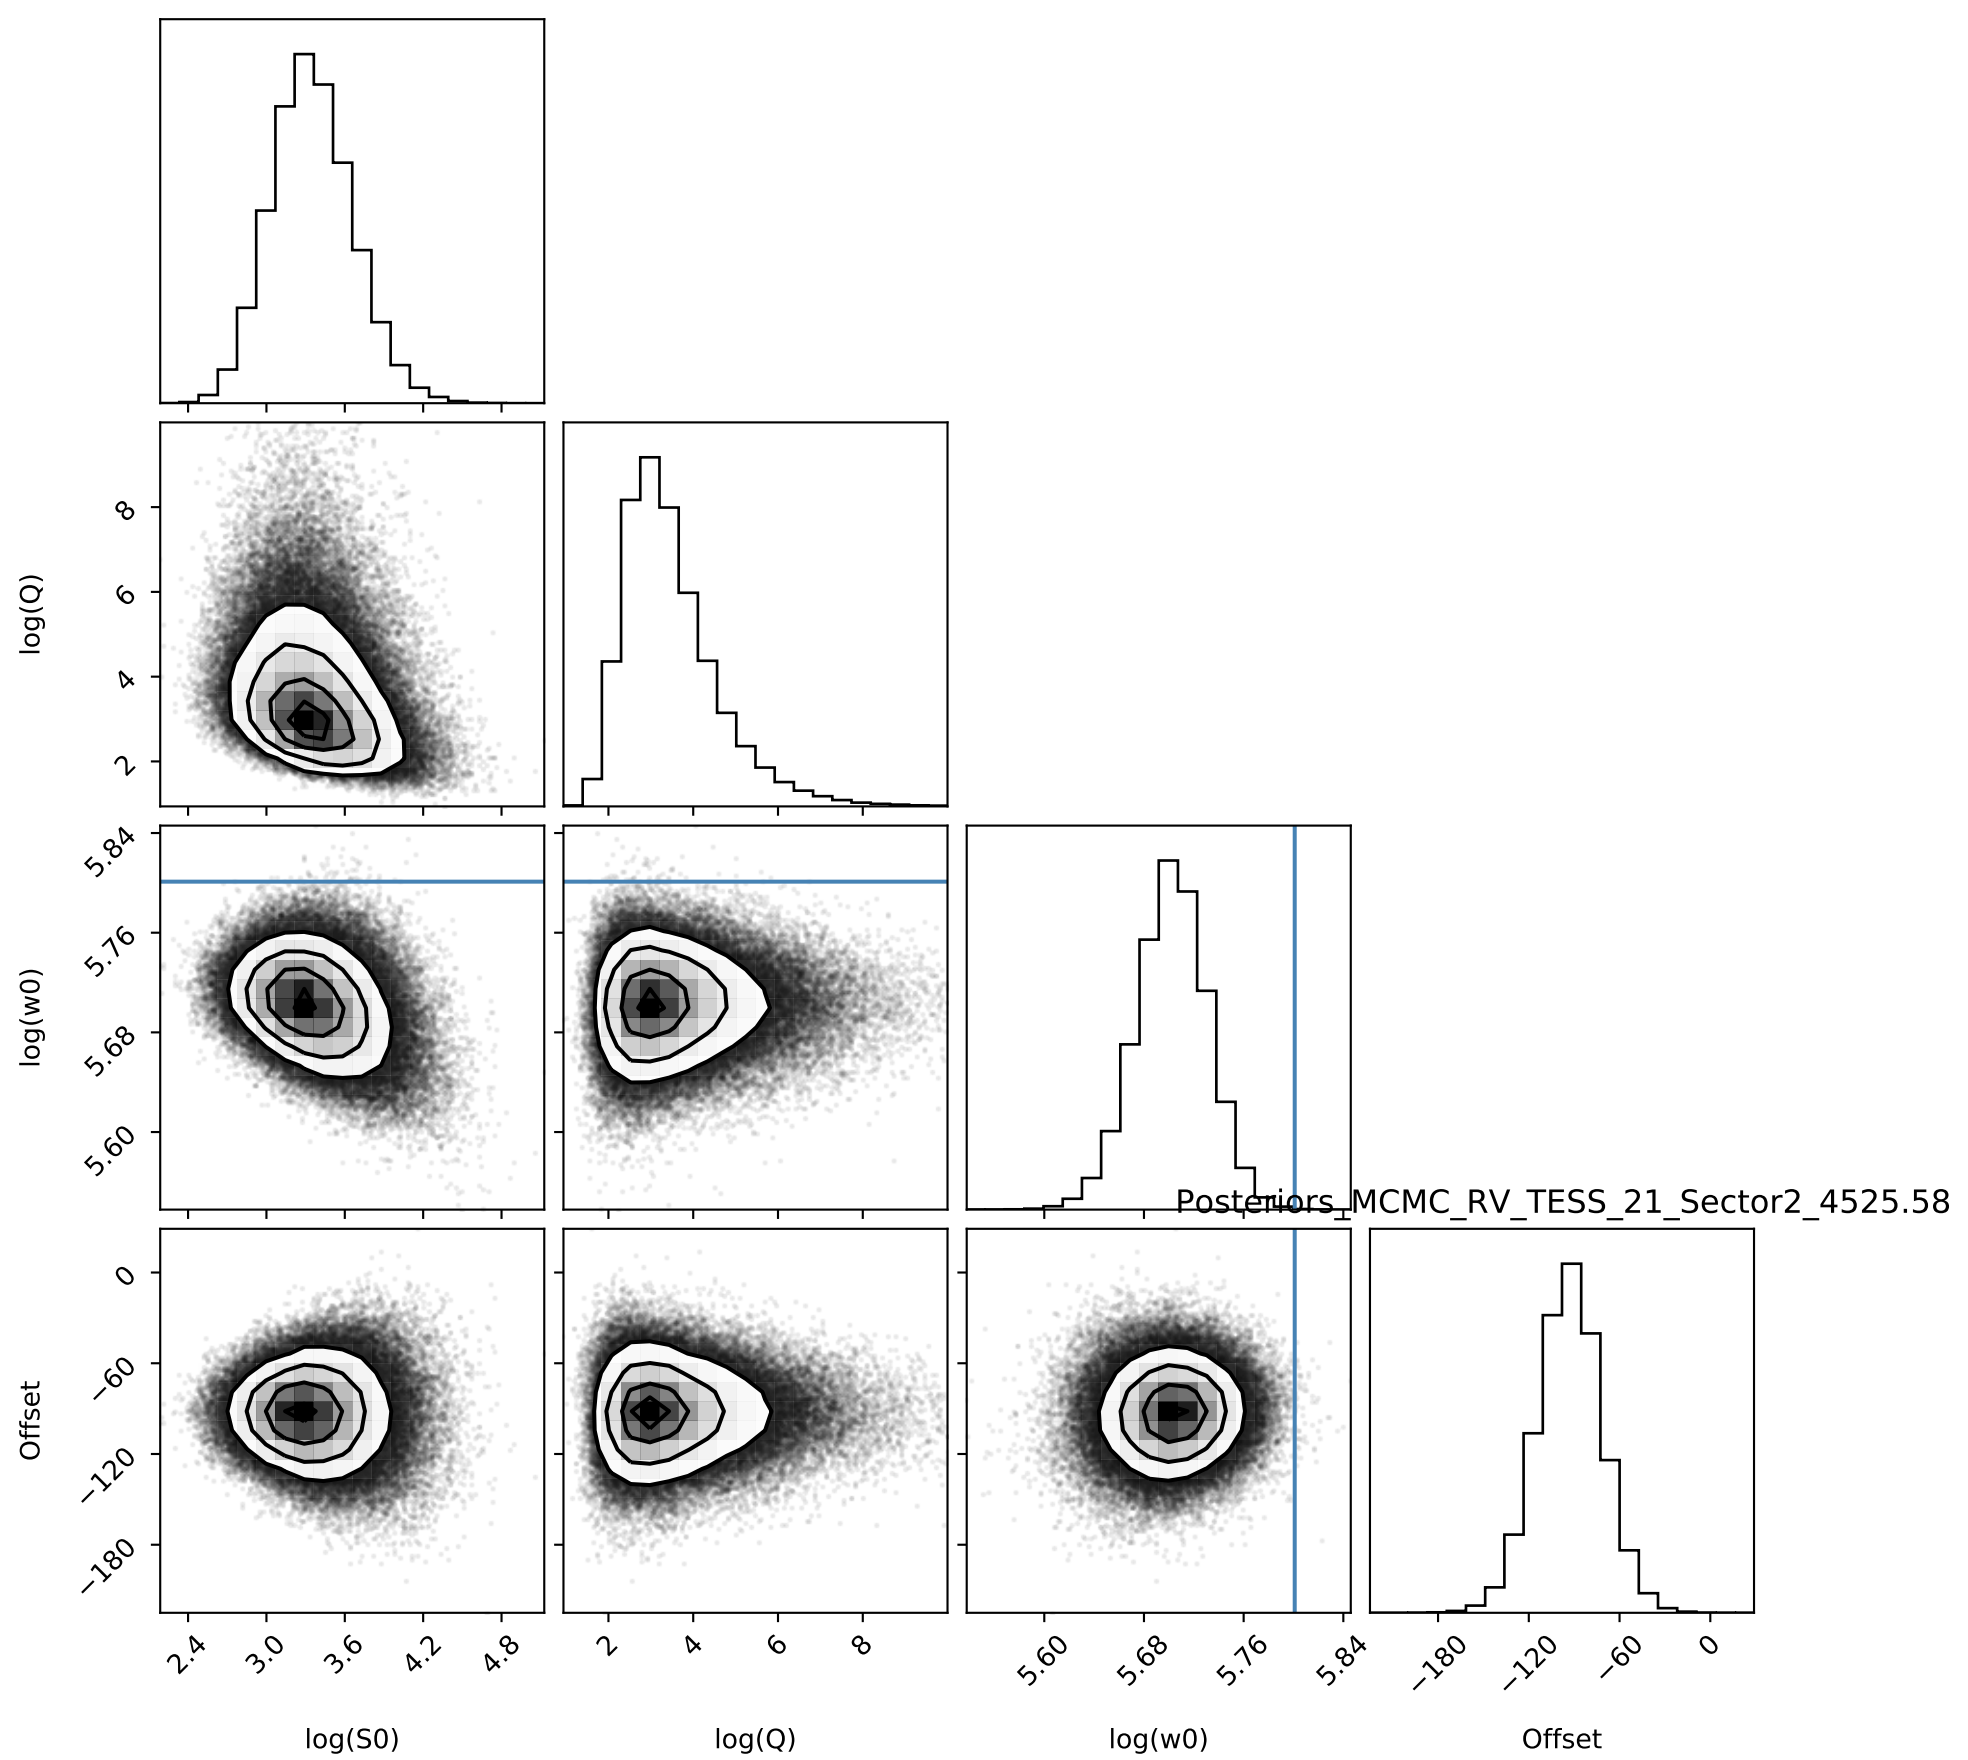 log(Q)
8
6
4
2
log(w0)
5.84
5.76
5.68
5.60
Posteriors_MCMC_RV_TESS_21_Sector2_4525.58
Offset
0
−60
−120
−180
2.4 3.0 3.6 4.2 4.8
2 4 6 8
5.60 5.68 5.76 5.84
−180 −120 −60 0
log(S0) log(Q) log(w0) Offset